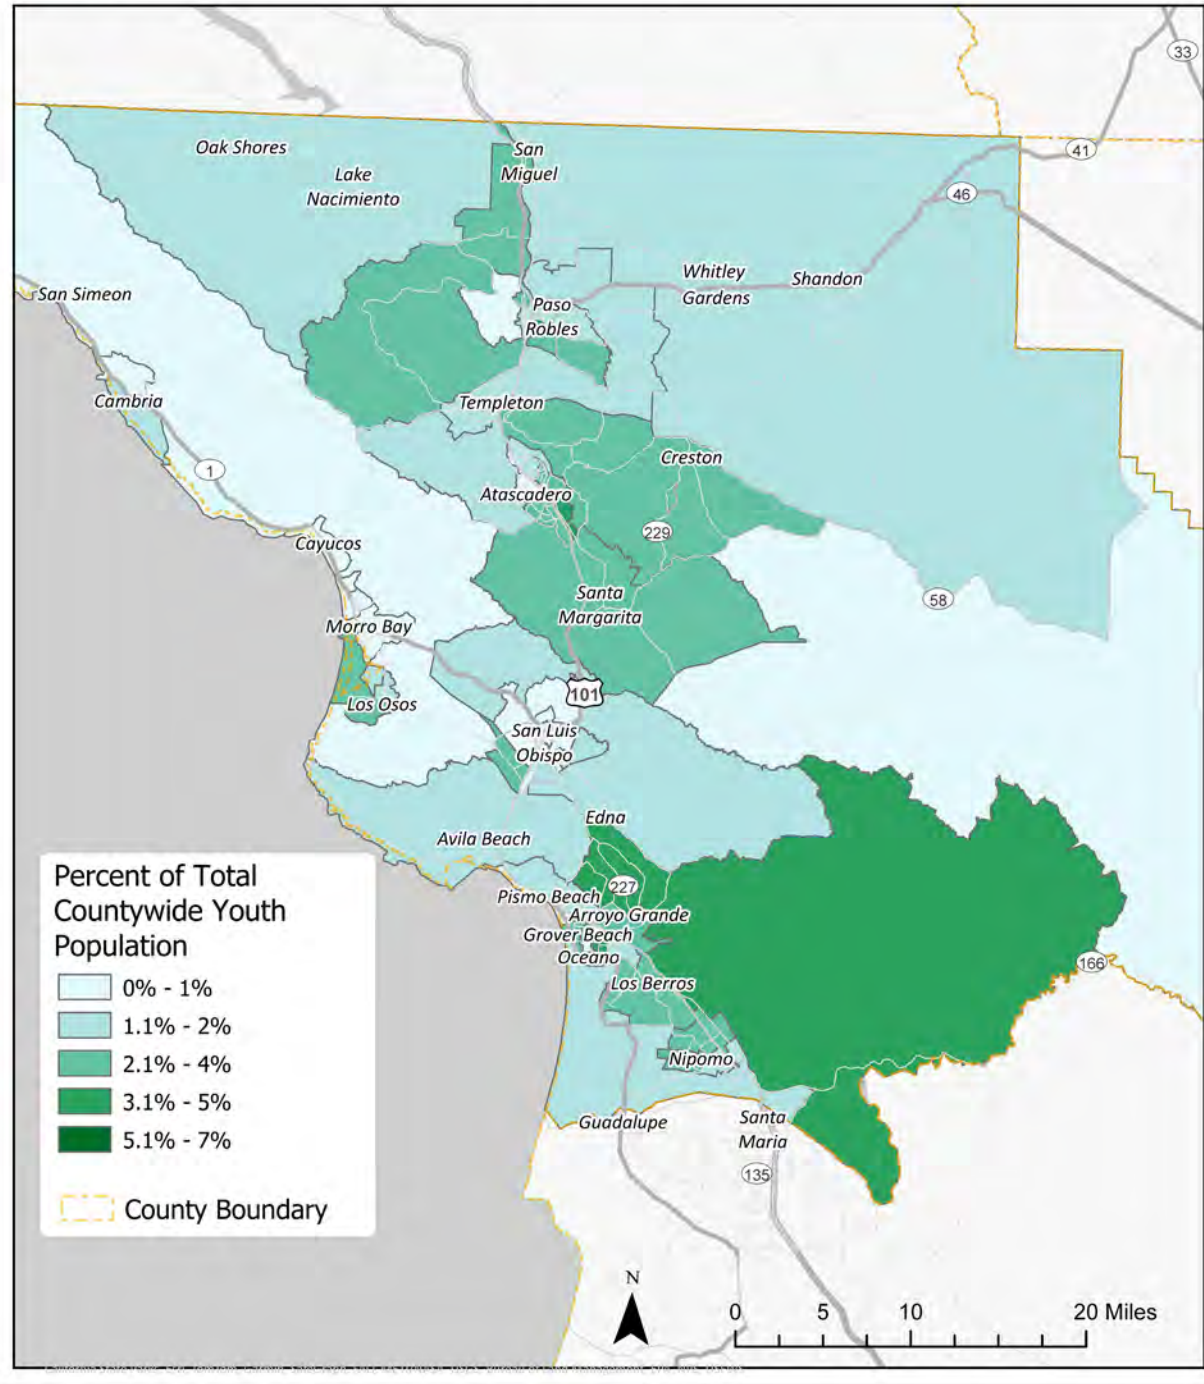 33
41
46
Oak Shores
San
Miguel
Lake
Nacimiento
Whitley
Gardens
Shandon
San Simeon
Paso
Robles
Cambria
Templeton
1
Creston
Atascadero
229
Cayucos
58
Santa
Margarita
Morro Bay
101
Los Osos
San Luis
Obispo
Edna
Avila Beach
227
Pismo Beach
Arroyo Grande
Grover Beach
Oceano
166
Los Berros
Nipomo
Guadalupe
Santa
Maria
135
Percent of Total
Countywide Youth
Population
0% - 1%
1.1% - 2%
2.1% - 4%
3.1% - 5%
5.1% - 7%
County Boundary
N
0 5 10 20 Miles